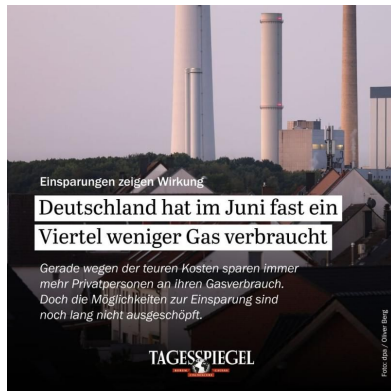 Einsparungen zeigen Wirkung
Deutschland hat im Juni fast ein
Viertel weniger Gas verbraucht
Gerade wegen der teuren Kosten sparen immer
mehr Privatpersonen an ihren Gasverbrauch.
Doch die Möglichkeiten zur Einsparung sind
noch lang nicht ausgeschöpft.
TAGESSPIEGEL
Foto: dpa / Oliver Berg